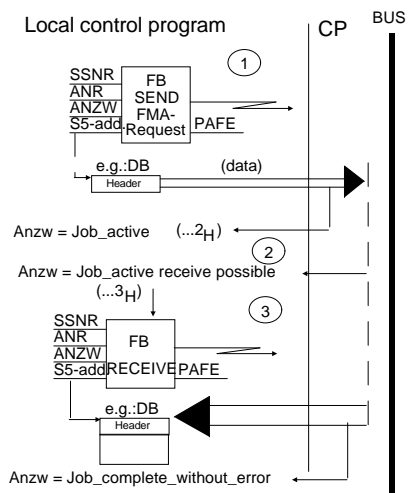 Local control program
CP
BUS
1
SSNR
ANR
ANZW
S5-add.
FB
SEND
FMA-
Request
PAFE
e.g.:DB
(data)
Header
Anzw = Job_active (...2H)
2
Anzw = Job_active receive possible
(...3H)
3
SSNR
ANR
ANZW
S5-add
FB
RECEIVE
PAFE
e.g.:DB
Header
Anzw = Job_complete_without_error